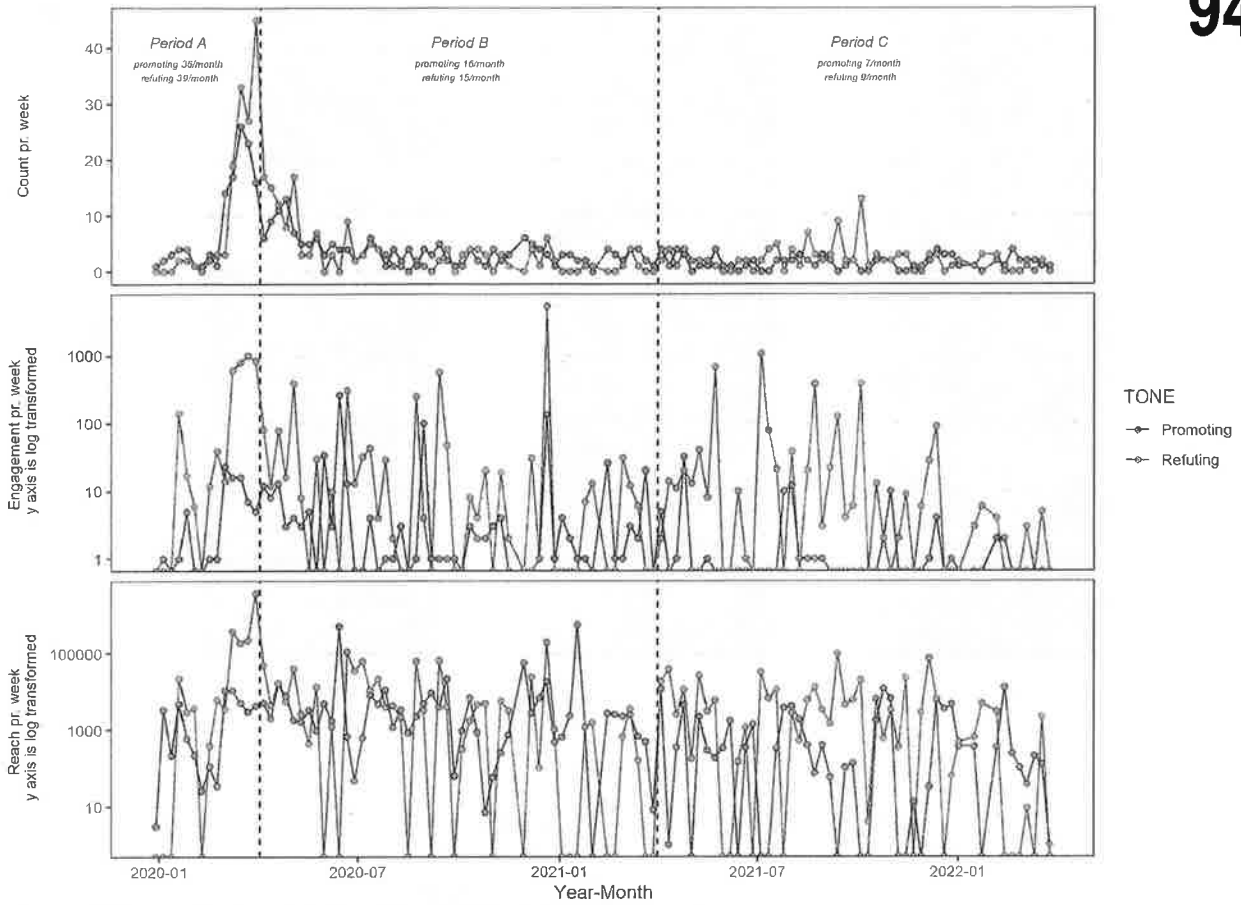 94
Period A
promoting 36/month
refuting 39/month
Period B
promoting 16/month
refuting 15/month
Period C
promoting 7/month
refuting 9/month
Count pr. week
40
30
20
10
0
Engagement pr. week
y axis is log transformed
1000
100
10
1
Reach pr. week
y axis is log transformed
100000
1000
10
2020-01
2020-07
2021-01
2021-07
2022-01
Year-Month
TONE
Promoting
Refuting